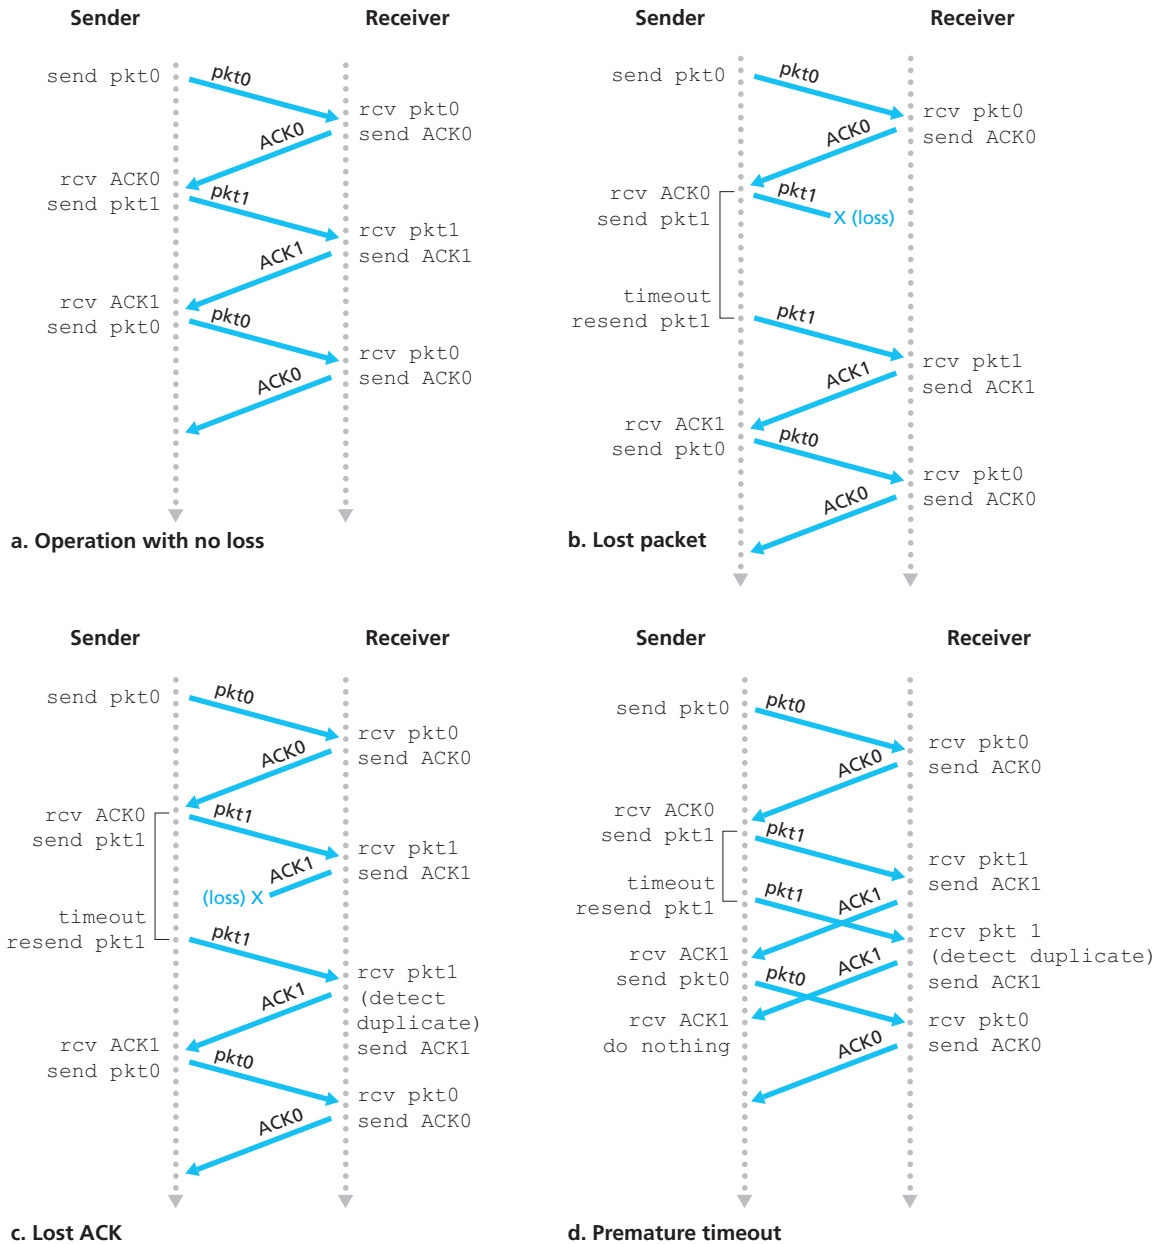 Sender
Receiver
send pkt0
pkt0
rcv pkt0
send ACK0
ACK0
rcv ACK0
send pkt1
pkt1
rcv pkt1
send ACK1
ACK1
rcv ACK1
send pkt0
pkt0
rcv pkt0
send ACK0
ACK0
a. Operation with no loss
Sender
Receiver
send pkt0
pkt0
rcv pkt0
send ACK0
ACK0
rcv ACK0
send pkt1
pkt1
X (loss)
timeout
resend pkt1
pkt1
rcv pkt1
send ACK1
ACK1
rcv ACK1
send pkt0
pkt0
rcv pkt0
send ACK0
ACK0
b. Lost packet
Sender
Receiver
send pkt0
pkt0
rcv pkt0
send ACK0
ACK0
rcv ACK0
send pkt1
pkt1
rcv pkt1
send ACK1
ACK1
(loss) X
timeout
resend pkt1
pkt1
rcv pkt1
(detect
duplicate)
send ACK1
ACK1
rcv ACK1
send pkt0
pkt0
rcv pkt0
send ACK0
ACK0
c. Lost ACK
Sender
Receiver
send pkt0
pkt0
rcv pkt0
send ACK0
ACK0
rcv ACK0
send pkt1
pkt1
rcv pkt1
send ACK1
ACK1
timeout
resend pkt1
pkt1
rcv pkt 1
(detect duplicate)
send ACK1
ACK1
rcv ACK1
send pkt0
pkt0
rcv ACK1
do nothing
rcv pkt0
send ACK0
ACK0
d. Premature timeout